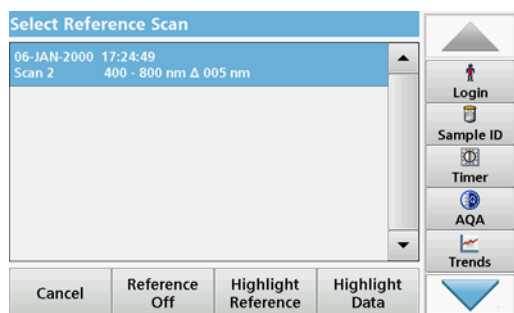 Select Reference Scan
06-JAN-2000 17:24:49
Scan 2 400 - 800 nm Δ 005 nm
Login
Sample ID
Timer
AQA
Trends
Cancel
Reference
Off
Highlight
Reference
Highlight
Data